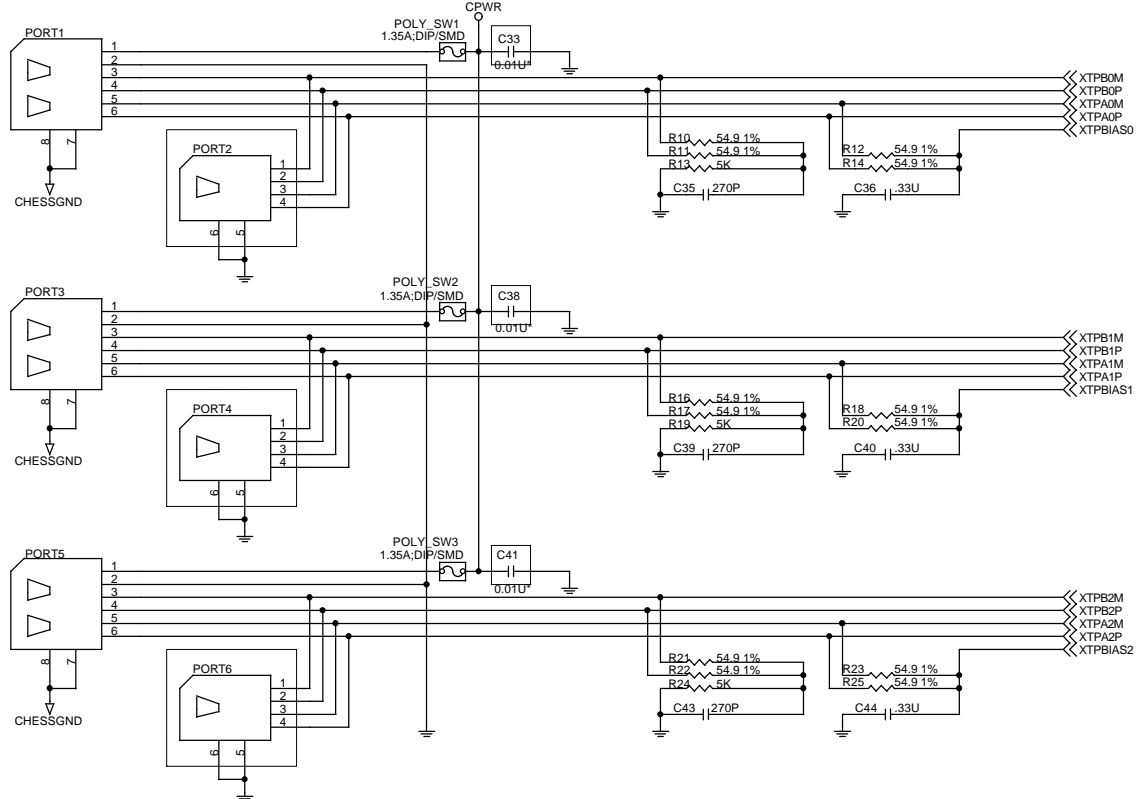 CPWR
POLY_SW1
1.35A;DIP/SMD
C33
0.01U*
PORT1
1
2
3
4
5
6
8
7
CHESSGND
XTPB0M
XTPB0P
XTPA0M
XTPA0P
XTPBIAS0
PORT2
1
2
3
4
6
5
R10 54.9 1%
R11 54.9 1%
R13 5K
C35 270P
R12 54.9 1%
R14 54.9 1%
C36 .33U
POLY_SW2
1.35A;DIP/SMD
C38
0.01U*
PORT3
1
2
3
4
5
6
8
7
CHESSGND
XTPB1M
XTPB1P
XTPA1M
XTPA1P
XTPBIAS1
PORT4
1
2
3
4
6
5
R16 54.9 1%
R17 54.9 1%
R19 5K
C39 270P
R18 54.9 1%
R20 54.9 1%
C40 .33U
POLY_SW3
1.35A;DIP/SMD
C41
0.01U*
PORT5
1
2
3
4
5
6
8
7
CHESSGND
XTPB2M
XTPB2P
XTPA2M
XTPA2P
XTPBIAS2
PORT6
1
2
3
4
6
5
R21 54.9 1%
R22 54.9 1%
R24 5K
C43 270P
R23 54.9 1%
R25 54.9 1%
C44 .33U